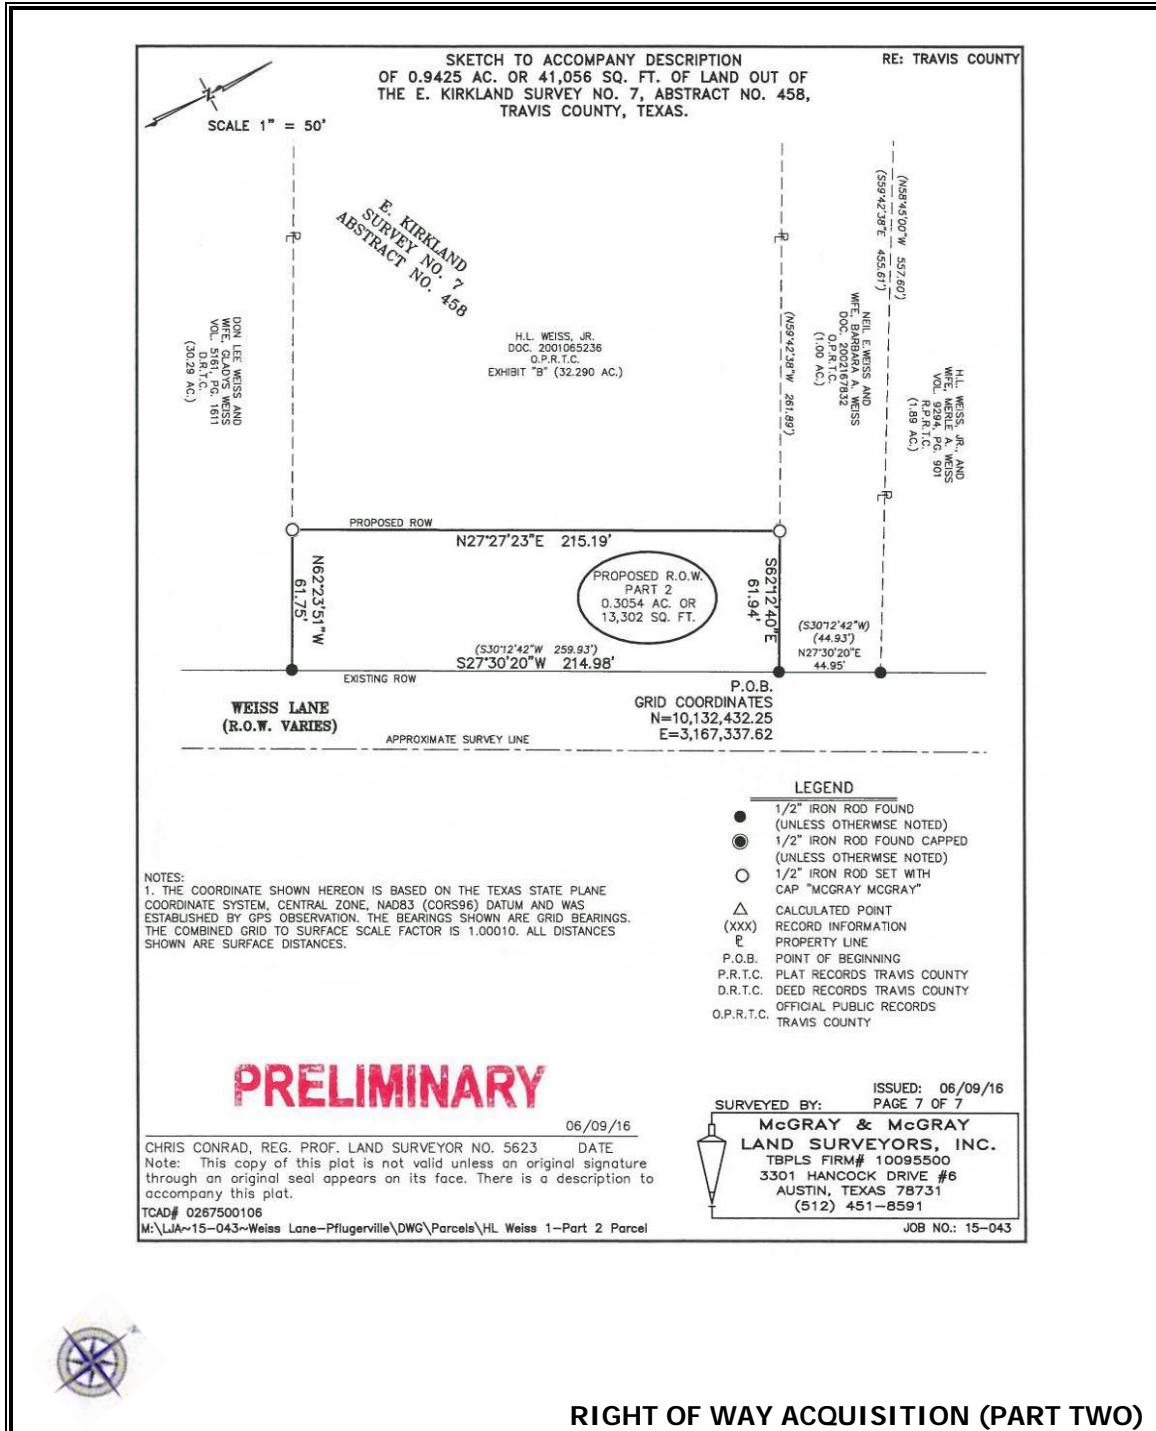 SKETCH TO ACCOMPANY DESCRIPTION
OF 0.9425 AC. OR 41,056 SQ. FT. OF LAND OUT OF
THE E. KIRKLAND SURVEY NO. 7, ABSTRACT NO. 458,
TRAVIS COUNTY, TEXAS.
RE: TRAVIS COUNTY
N
SCALE 1" = 50'
E. KIRKLAND
SURVEY NO. 7
ABSTRACT NO. 458
DON LEE WEISS AND
WIFE, GLADYS WEISS
VOL. 5161, PG. 1611
D.R.T.C.
(30.29 AC.)
H.L. WEISS, JR.
DOC. 2001065236
O.P.R.T.C.
EXHIBIT "B" (32.290 AC.)
(N59°42'38"W 261.89')
NEIL E.WEISS AND
WIFE, BARBARA A. WEISS
DOC. 2002167832
O.P.R.T.C.
(1.00 AC.)
(N58°45'00"W 557.60')
(S59°42'38"E 455.61')
H.L. WEISS, JR., AND
WIFE, MERLE A. WEISS
VOL. 9294, PG. 901
R.P.R.T.C.
(1.89 AC.)
PROPOSED ROW
N27°27'23"E 215.19'
N62°23'51"W
61.75'
PROPOSED R.O.W.
PART 2
0.3054 AC. OR
13,302 SQ. FT.
S62°12'40"E
61.94'
(S30°12'42"W 259.93')
S27°30'20"W 214.98'
(S30°12'42"W)
(44.93')
N27°30'20"E
44.95'
EXISTING ROW
WEISS LANE
(R.O.W. VARIES)
P.O.B.
GRID COORDINATES
N=10,132,432.25
E=3,167,337.62
APPROXIMATE SURVEY LINE
LEGEND
1/2" IRON ROD FOUND
(UNLESS OTHERWISE NOTED)
1/2" IRON ROD FOUND CAPPED
(UNLESS OTHERWISE NOTED)
1/2" IRON ROD SET WITH
CAP "MCGRAY MCGRAY"
CALCULATED POINT
(XXX) RECORD INFORMATION
℄ PROPERTY LINE
P.O.B. POINT OF BEGINNING
P.R.T.C. PLAT RECORDS TRAVIS COUNTY
D.R.T.C. DEED RECORDS TRAVIS COUNTY
O.P.R.T.C. OFFICIAL PUBLIC RECORDS
TRAVIS COUNTY
NOTES:
1. THE COORDINATE SHOWN HEREON IS BASED ON THE TEXAS STATE PLANE
COORDINATE SYSTEM, CENTRAL ZONE, NAD83 (CORS96) DATUM AND WAS
ESTABLISHED BY GPS OBSERVATION. THE BEARINGS SHOWN ARE GRID BEARINGS.
THE COMBINED GRID TO SURFACE SCALE FACTOR IS 1.00010. ALL DISTANCES
SHOWN ARE SURFACE DISTANCES.
PRELIMINARY
06/09/16
CHRIS CONRAD, REG. PROF. LAND SURVEYOR NO. 5623 DATE
Note: This copy of this plat is not valid unless an original signature
through an original seal appears on its face. There is a description to
accompany this plat.
TCAD# 0267500106
M:\LJA~15-043~Weiss Lane-Pflugerville\DWG\Parcels\HL Weiss 1-Part 2 Parcel
ISSUED: 06/09/16
SURVEYED BY: PAGE 7 OF 7
McGRAY & McGRAY
LAND SURVEYORS, INC.
TBPLS FIRM# 10095500
3301 HANCOCK DRIVE #6
AUSTIN, TEXAS 78731
(512) 451-8591
JOB NO.: 15-043
RIGHT OF WAY ACQUISITION (PART TWO)